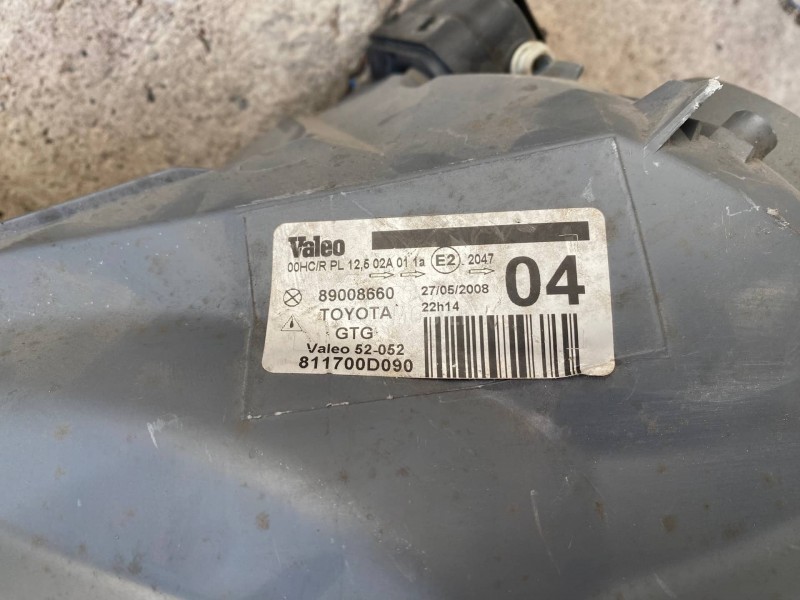 Valeo
00HC/R PL 12,5 02A 01 1a E2 . 2047
89008660 27/05/2008 04
TOYOTA 22h14
GTG
Valeo 52-052
811700D090